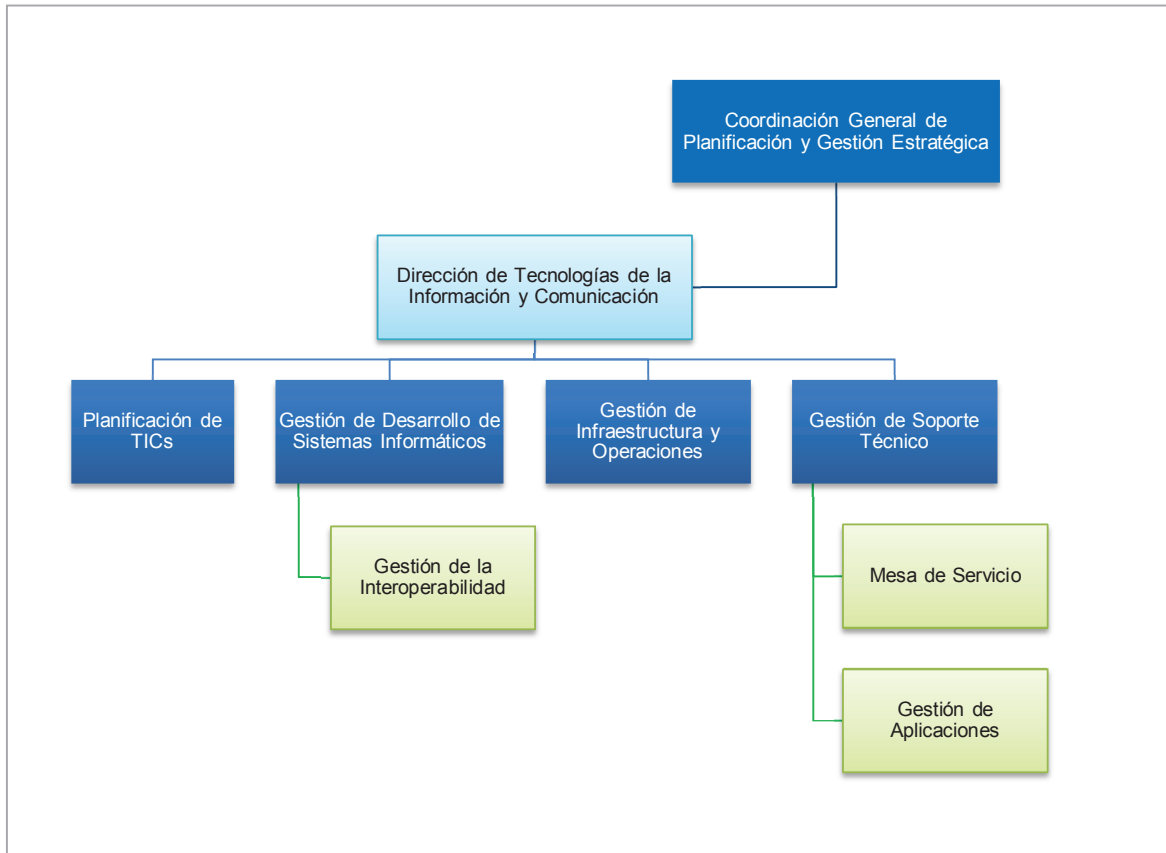 Coordinación General de
Planificación y Gestión Estratégica
Dirección de Tecnologías de la
Información y Comunicación
Planificación de
TICs
Gestión de Desarrollo de
Sistemas Informáticos
Gestión de
Infraestructura y
Operaciones
Gestión de Soporte
Técnico
Gestión de la
Interoperabilidad
Mesa de Servicio
Gestión de
Aplicaciones